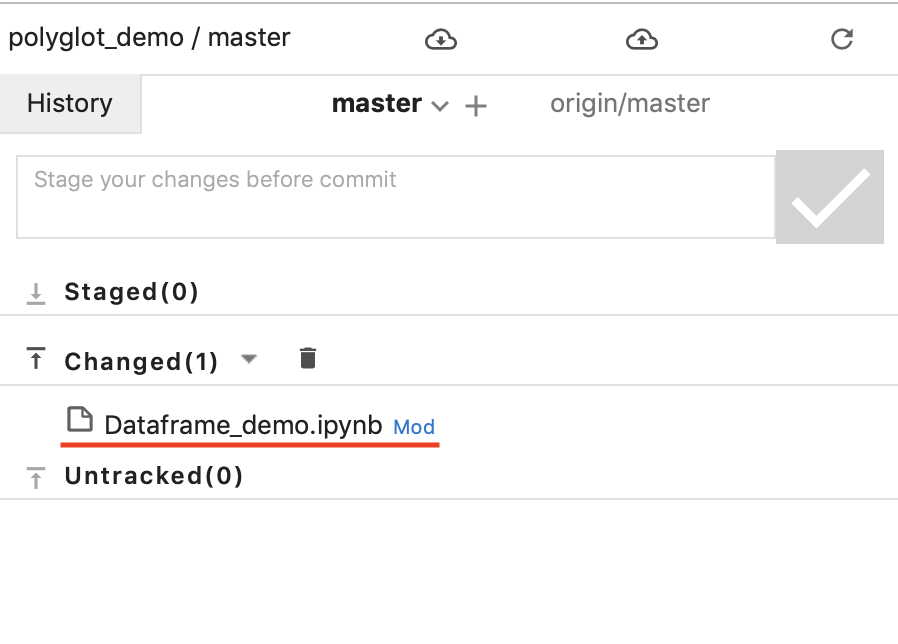 polyglot_demo / master
History master origin/master
Stage your changes before commit
Staged(0)
Changed(1)
Dataframe_demo.ipynb Mod
Untracked(0)